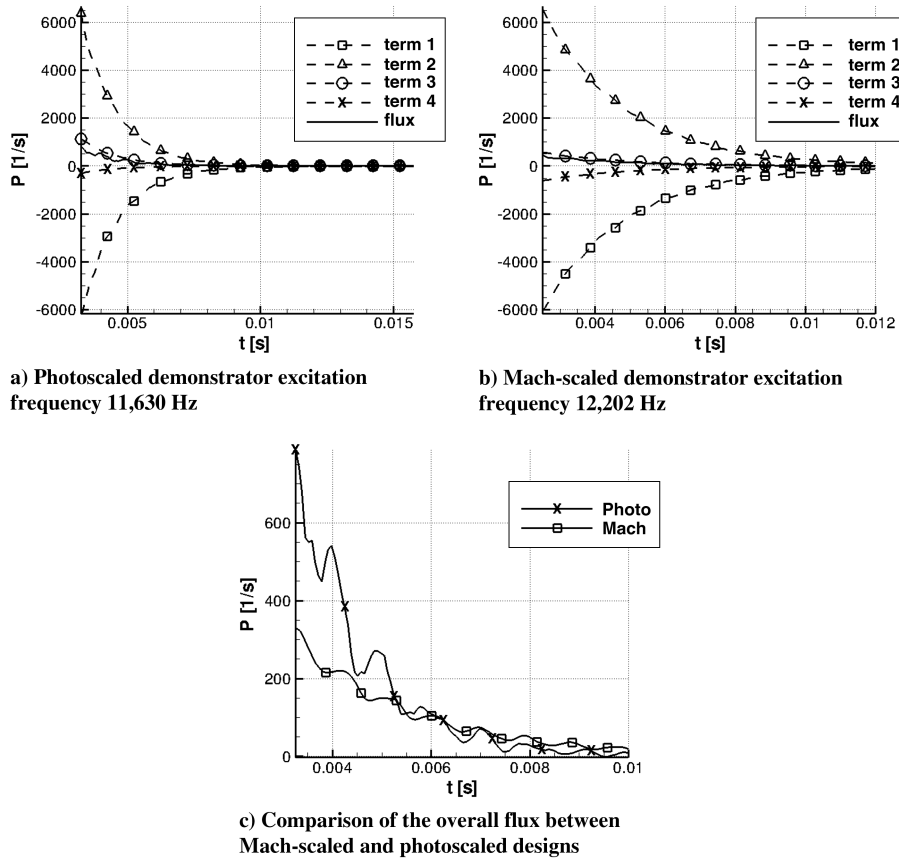 6000
4000
2000
0
-2000
-4000
-6000
P [1/s]
0.005
0.01
0.015
t [s]
term 1
term 2
term 3
term 4
flux
a) Photoscaled demonstrator excitation
frequency 11,630 Hz
6000
4000
2000
0
-2000
-4000
-6000
P [1/s]
0.004
0.006
0.008
0.01
0.012
t [s]
term 1
term 2
term 3
term 4
flux
b) Mach-scaled demonstrator excitation
frequency 12,202 Hz
600
400
200
0
P [1/s]
0.004
0.006
0.008
0.01
t [s]
Photo
Mach
c) Comparison of the overall flux between
Mach-scaled and photoscaled designs